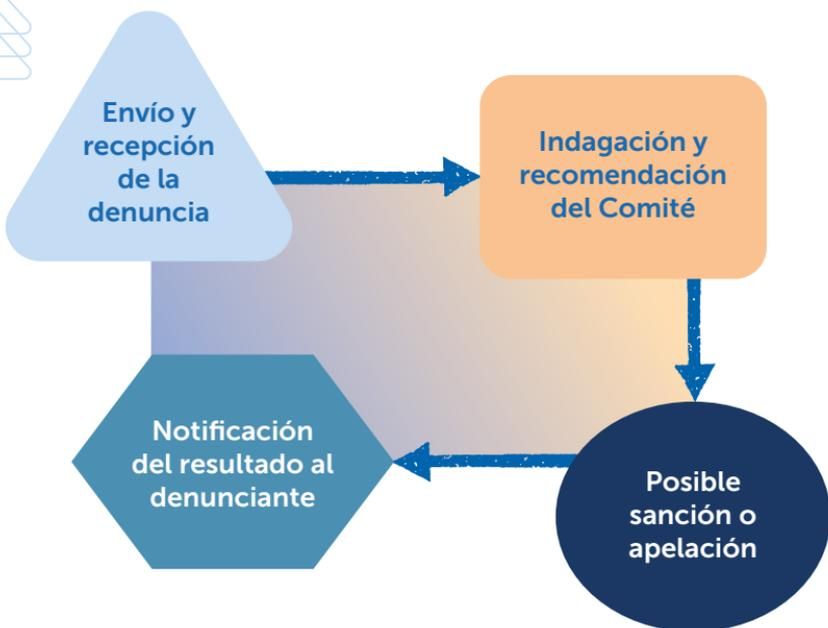 Envío y
recepción
de la
denuncia
Indagación y
recomendación
del Comité
Posible
sanción o
apelación
Notificación
del resultado al
denunciante